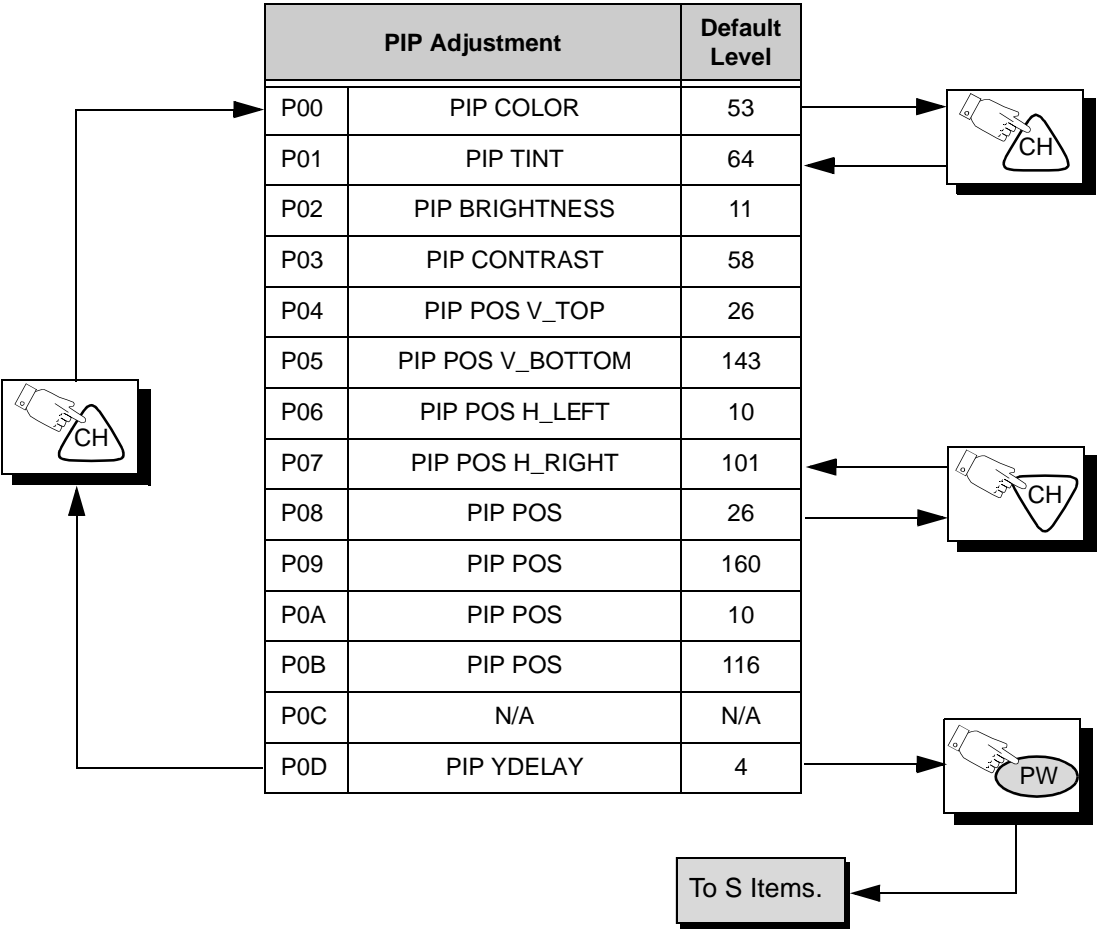 PIP Adjustment Default Level
P00 PIP COLOR 53
CH
P01 PIP TINT 64
P02 PIP BRIGHTNESS 11
P03 PIP CONTRAST 58
P04 PIP POS V_TOP 26
P05 PIP POS V_BOTTOM 143
P06 PIP POS H_LEFT 10
CH
P07 PIP POS H_RIGHT 101
CH
P08 PIP POS 26
P09 PIP POS 160
P0A PIP POS 10
P0B PIP POS 116
P0C N/A N/A
P0D PIP YDELAY 4
PW
To S Items.